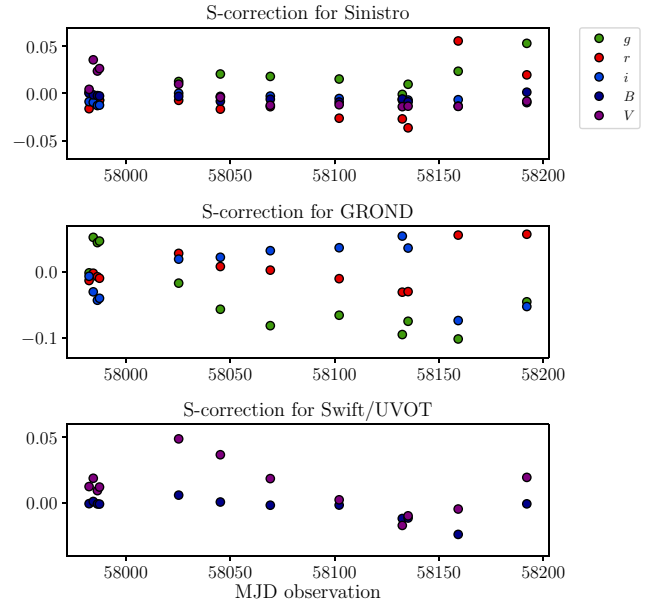 S-correction for Sinistro
0.05
0.00
−0.05
58000 58050 58100 58150 58200
g
r
i
B
V
S-correction for GROND
0.0
−0.1
58000 58050 58100 58150 58200
S-correction for Swift/UVOT
0.05
0.00
58000 58050 58100 58150 58200
MJD observation